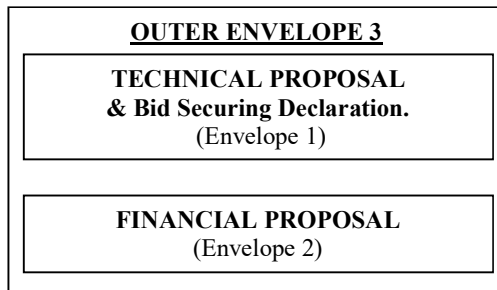 OUTER ENVELOPE 3
TECHNICAL PROPOSAL
& Bid Securing Declaration.
(Envelope 1)
FINANCIAL PROPOSAL
(Envelope 2)